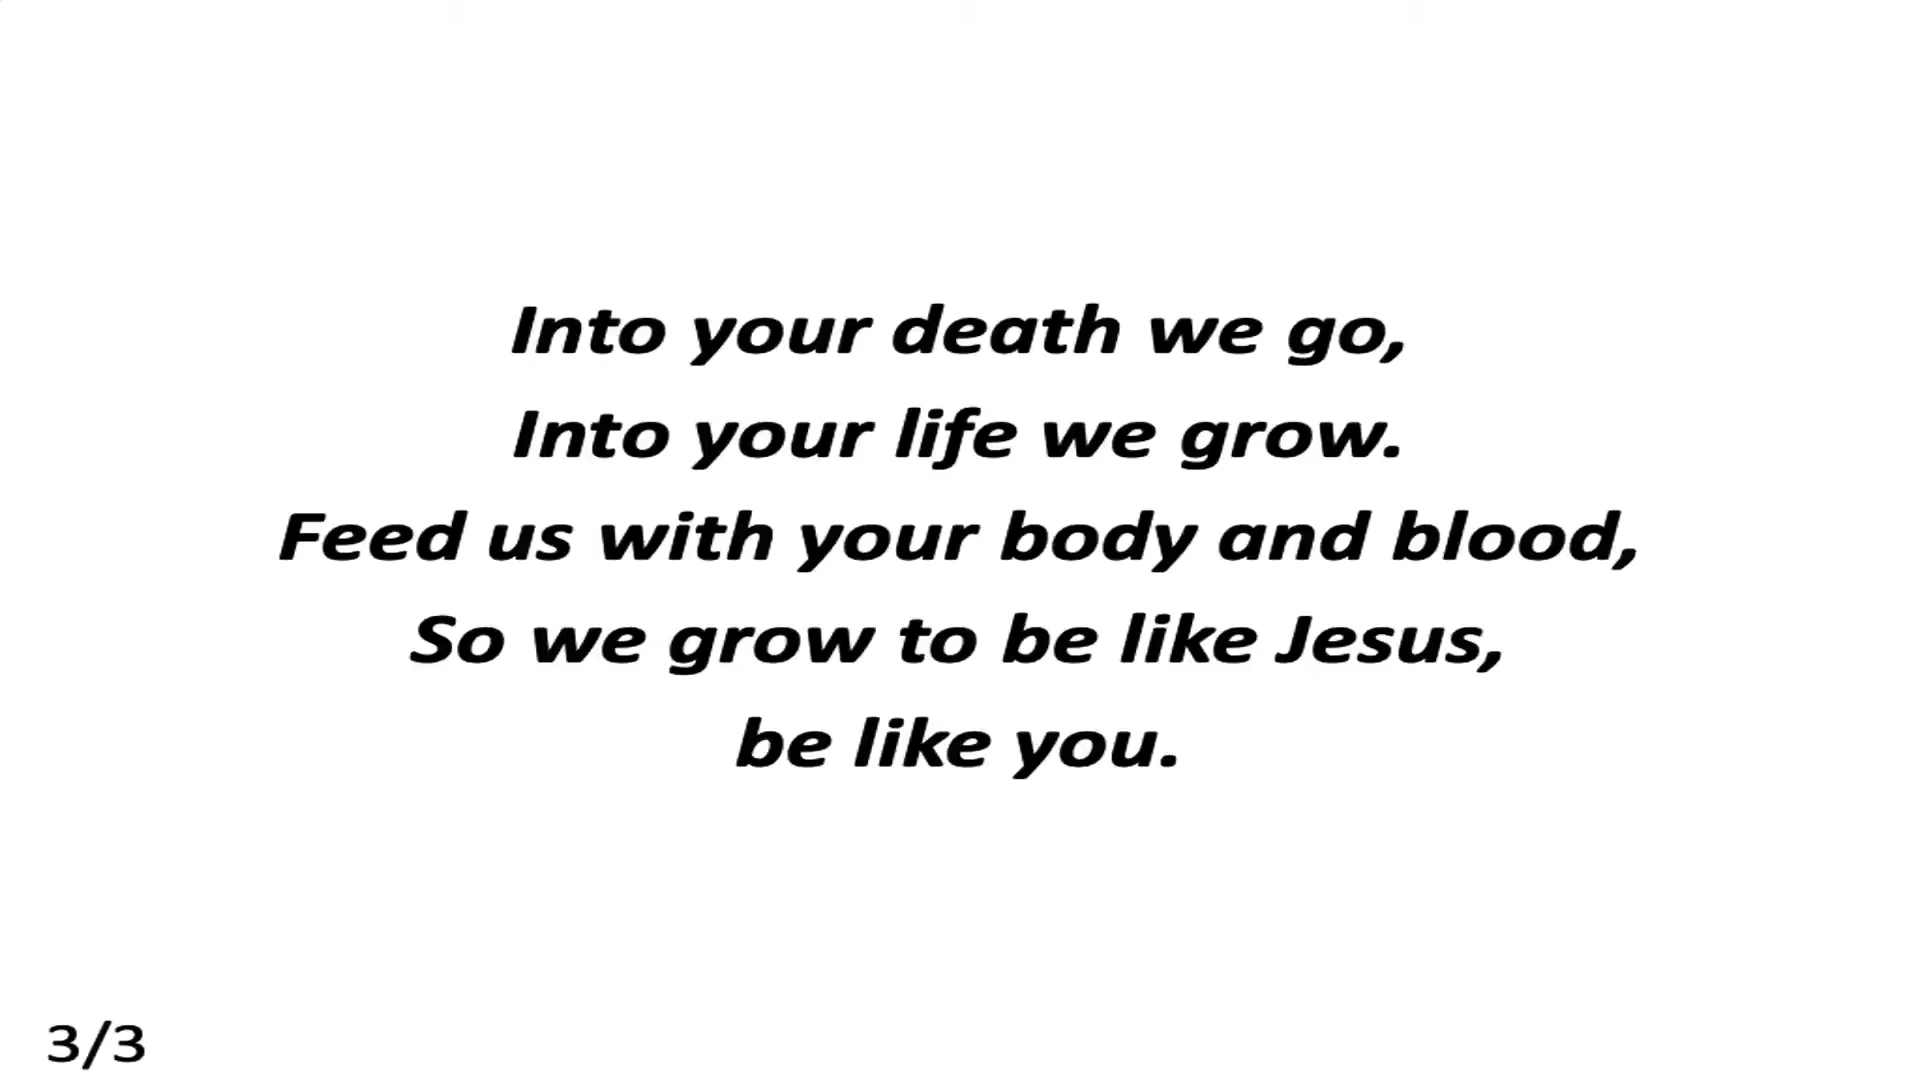 Into your death we go,
Into your life we grow.
Feed us with your body and blood,
So we grow to be like Jesus,
be like you.
3/3